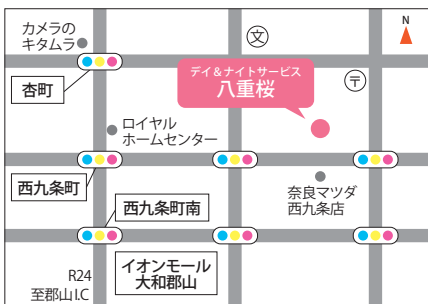 カメラの
キタムラ
文
N
デイ&ナイトサービス
八重桜
〒
杏町
ロイヤル
ホームセンター
西九条町
奈良マツダ
西九条店
西九条町南
イオンモール
大和郡山
R24
至郡山I.C